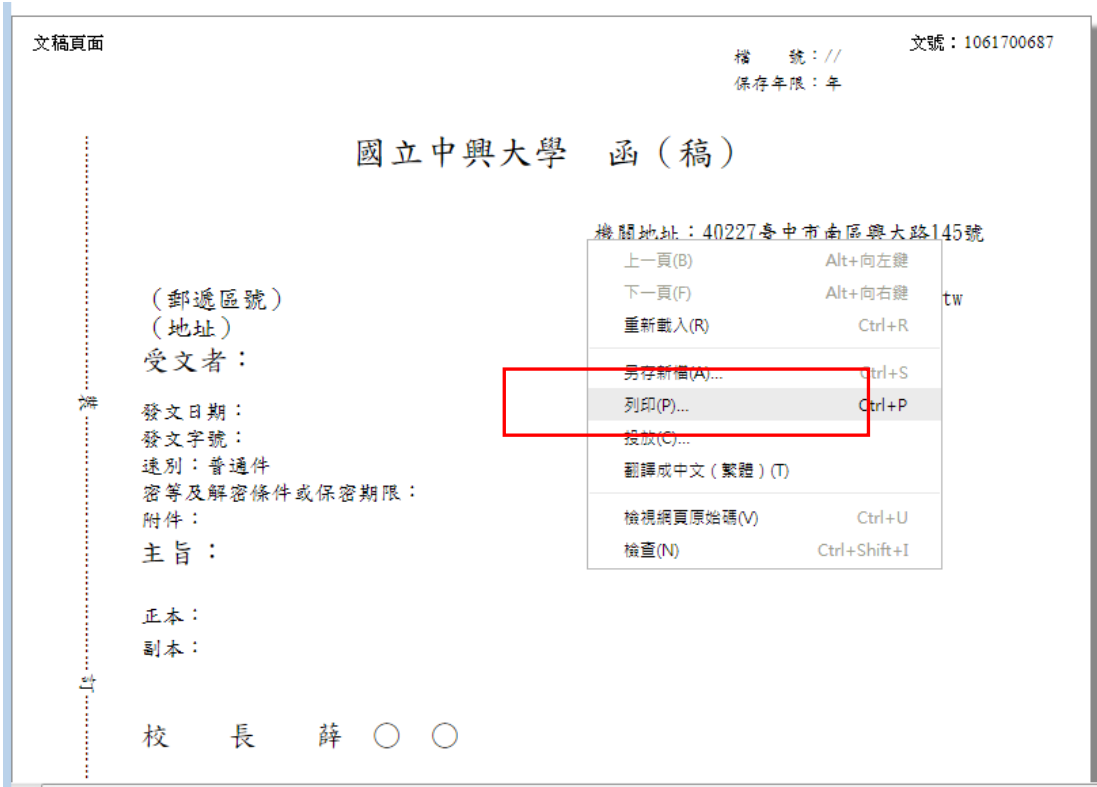 文稿頁面
文號：1061700687
檔 號：//
保存年限：年
國立中興大學 函（稿）
機關地址：40227臺中市南區興大路145號
tw
（郵遞區號）
（地址）
受文者：
發文日期：
發文字號：
速別：普通件
密等及解密條件或保密期限：
附件：
主旨：
正本：
副本：
校 長 薛 ○ ○
裝
訂
上一頁(B) Alt+向左鍵
下一頁(F) Alt+向右鍵
重新載入(R) Ctrl+R
另存新檔(A)... Ctrl+S
列印(P)... Ctrl+P
投放(C)...
翻譯成中文（繁體）(T)
檢視網頁原始碼(V) Ctrl+U
檢查(N) Ctrl+Shift+I